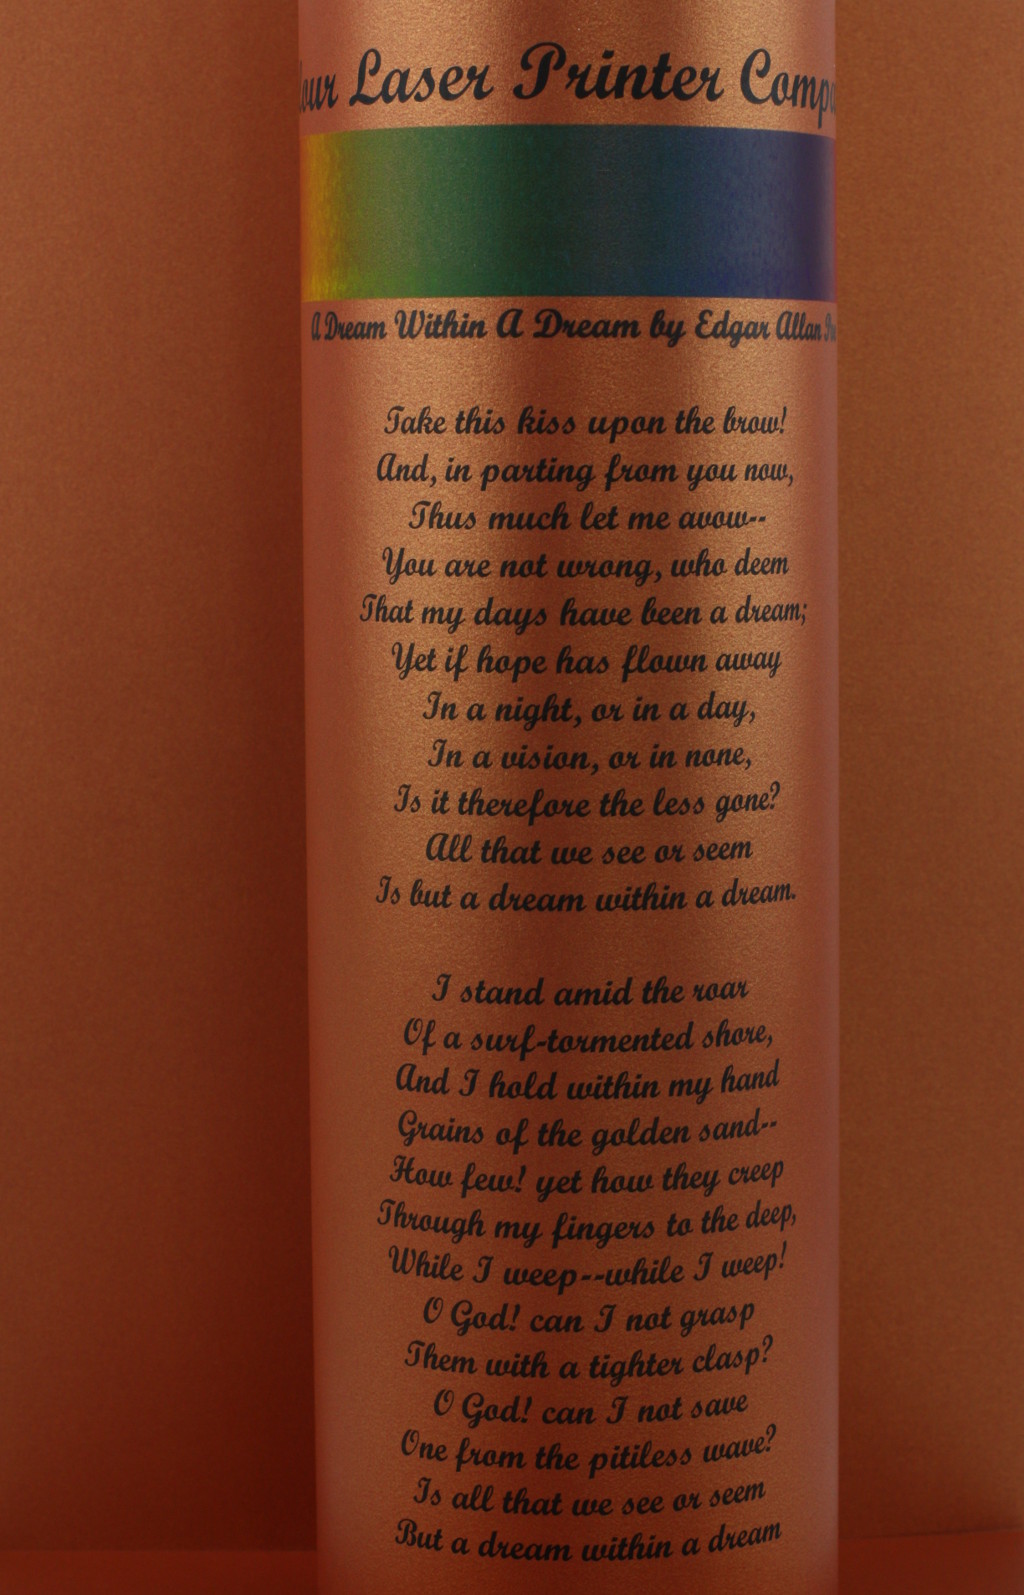 Laser Printer
A Dream Within A Dream by Edgar Allan Poe
Take this kiss upon the brow!
And, in parting from you now,
Thus much let me avow--
You are not wrong, who deem
That my days have been a dream;
Yet if hope has flown away
In a night, or in a day,
In a vision, or in none,
Is it therefore the less gone?
All that we see or seem
Is but a dream within a dream.
I stand amid the roar
Of a surf-tormented shore,
And I hold within my hand
Grains of the golden sand--
How few! yet how they creep
Through my fingers to the deep,
While I weep--while I weep!
O God! can I not grasp
Them with a tighter clasp?
O God! can I not save
One from the pitiless wave?
Is all that we see or seem
But a dream within a dream